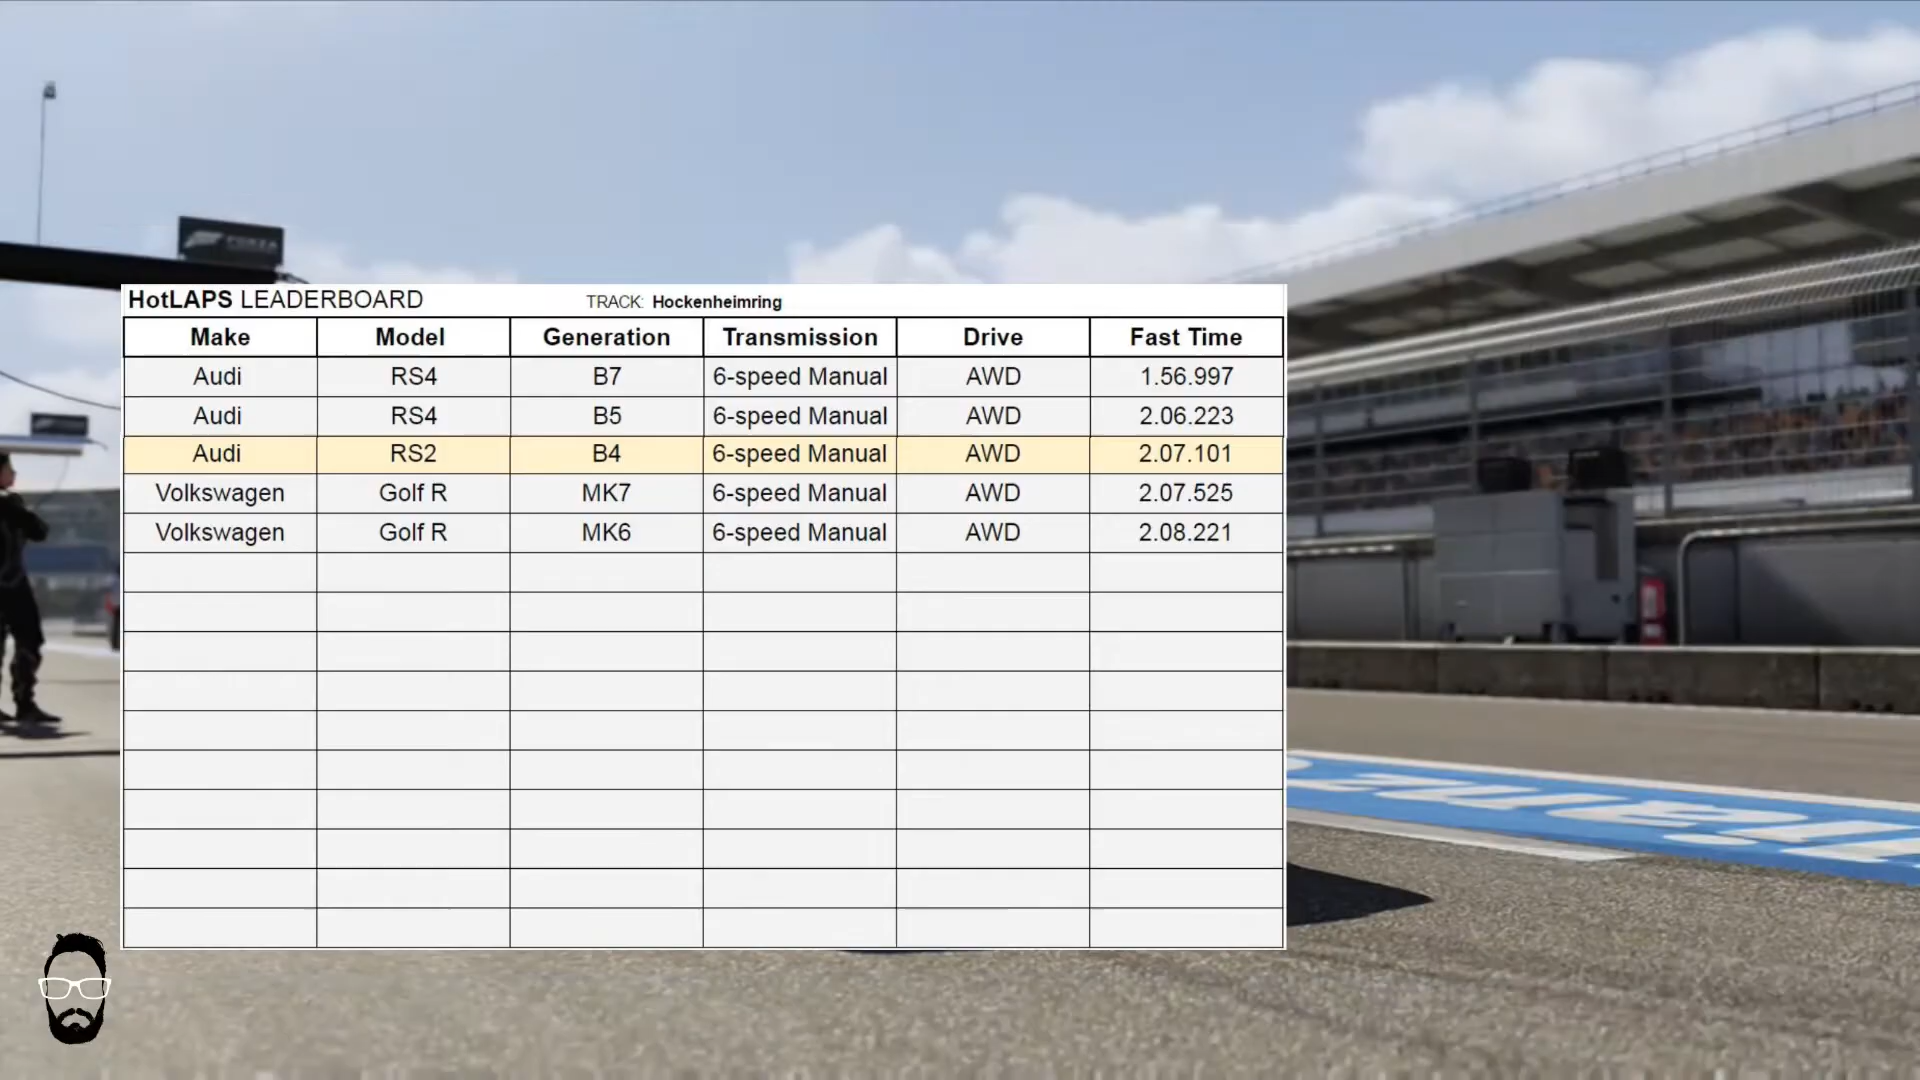 FORZA
HotLAPS LEADERBOARD TRACK: Hockenheimring
Make Model Generation Transmission Drive Fast Time
Audi RS4 B7 6-speed Manual AWD 1.56.997
Audi RS4 B5 6-speed Manual AWD 2.06.223
Audi RS2 B4 6-speed Manual AWD 2.07.101
Volkswagen Golf R MK7 6-speed Manual AWD 2.07.525
Volkswagen Golf R MK6 6-speed Manual AWD 2.08.221